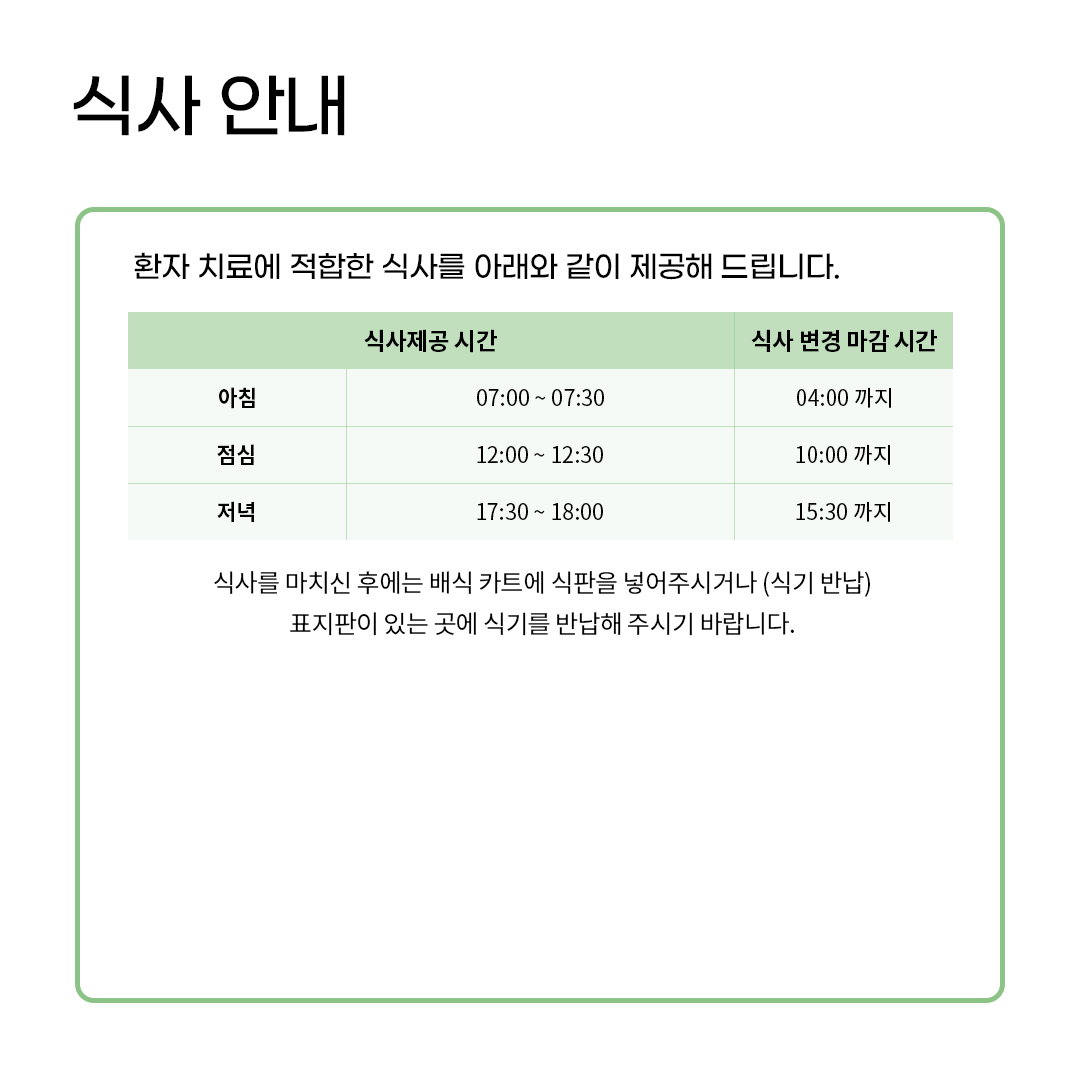 식사 안내
환자 치료에 적합한 식사를 아래와 같이 제공해 드립니다.
식사제공 시간 식사 변경 마감 시간
아침 07:00 ~ 07:30 04:00 까지
점심 12:00 ~ 12:30 10:00 까지
저녁 17:30 ~ 18:00 15:30 까지
식사를 마치신 후에는 배식 카트에 식판을 넣어주시거나 (식기 반납)
표지판이 있는 곳에 식기를 반납해 주시기 바랍니다.